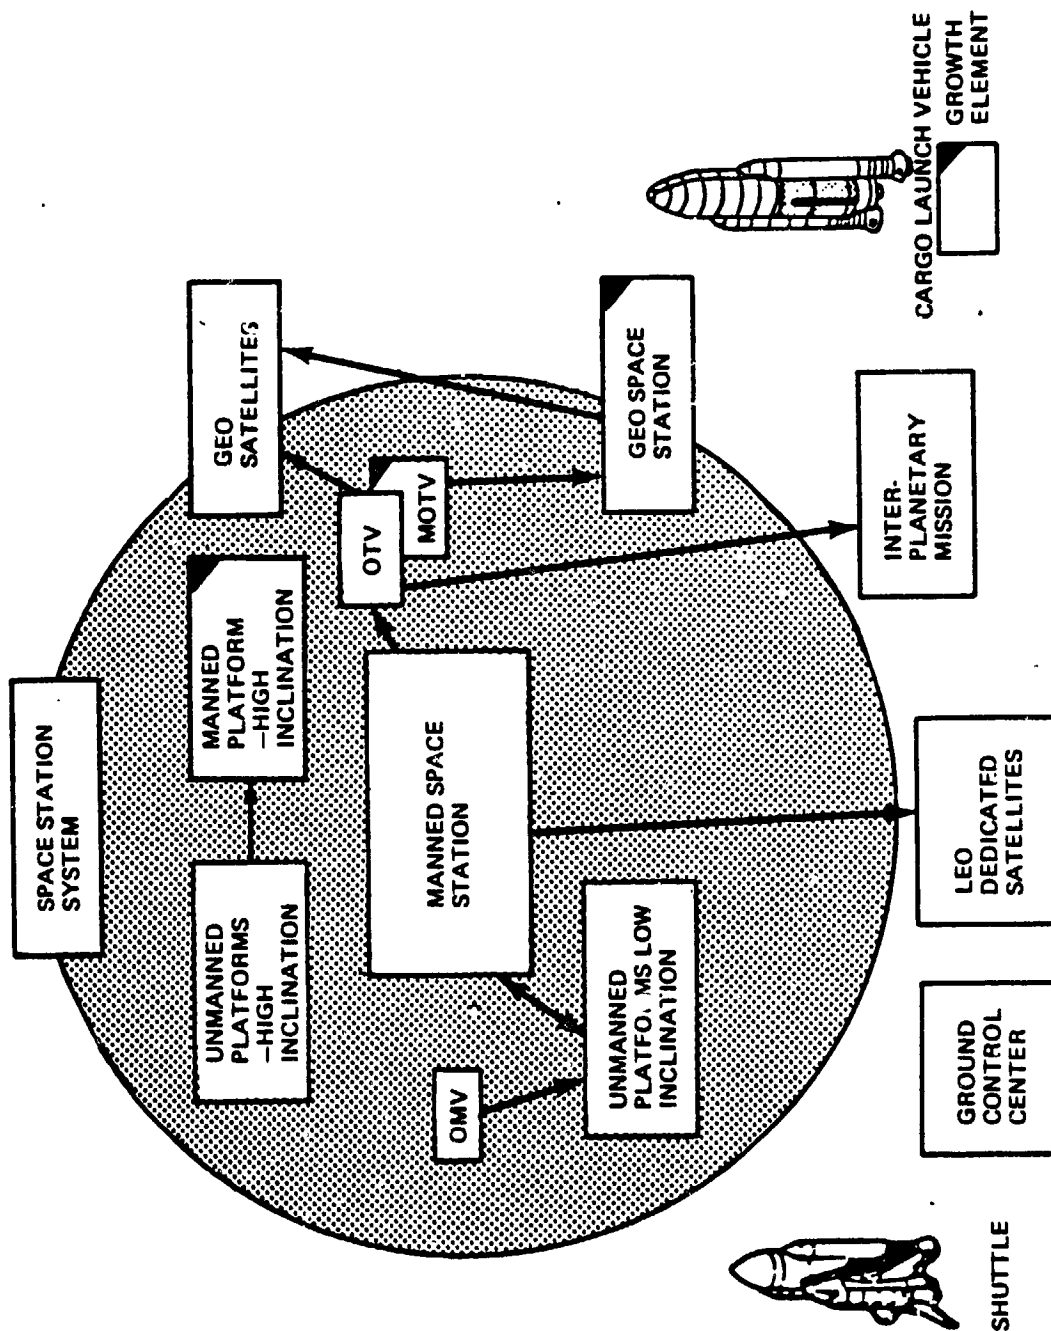 SPACE STATION
SYSTEM
UNMANNED
PLATFORMS
–HIGH
INCLINATION
MANNED
PLATFORM
–HIGH
INCLINATION
GEO
SATELLITES
OMV
MANNED SPACE
STATION
OTV
MOTV
UNMANNED
LOW
INCLINATION
GEO SPACE
STATION
SHUTTLE
GROUND
CONTROL
CENTER
LEO
DEDICATED
SATELLITES
INTER-
PLANETARY
MISSION
CARGO LAUNCH VEHICLE
GROWTH
ELEMENT